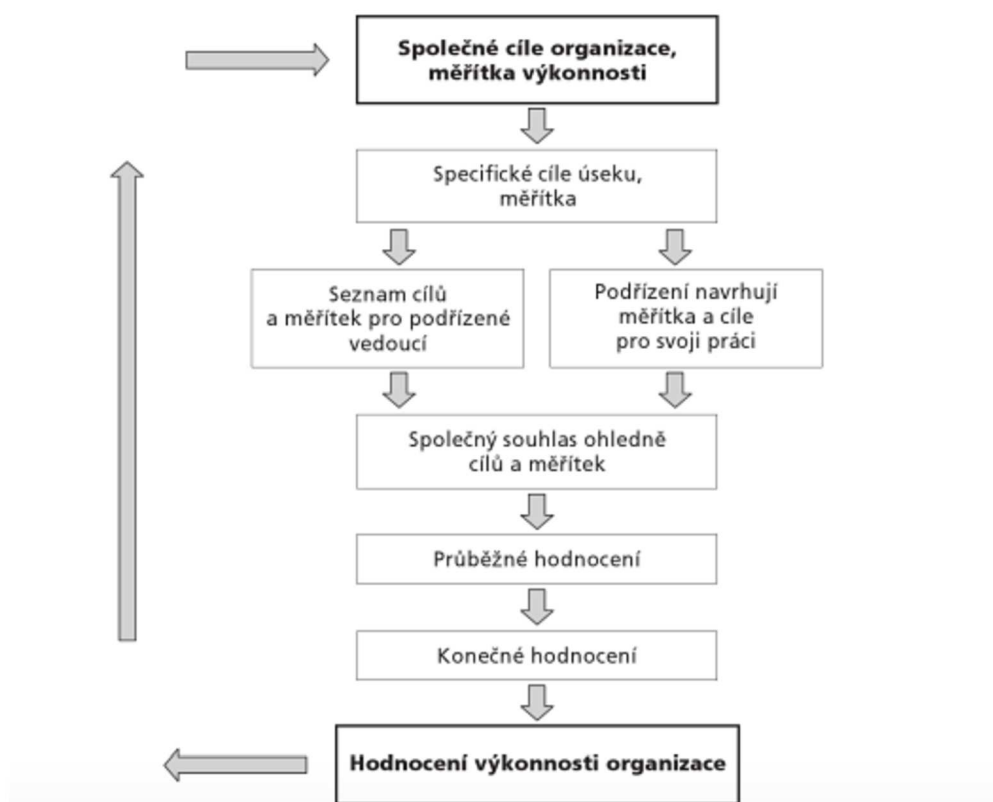 Společné cíle organizace,
měřítka výkonnosti
Specifické cíle úseku,
měřítka
Seznam cílů
a měřítek pro podřízené
vedoucí
Podřízení navrhují
měřítka a cíle
pro svoji práci
Společný souhlas ohledně
cílů a měřítek
Průběžné hodnocení
Konečné hodnocení
Hodnocení výkonnosti organizace